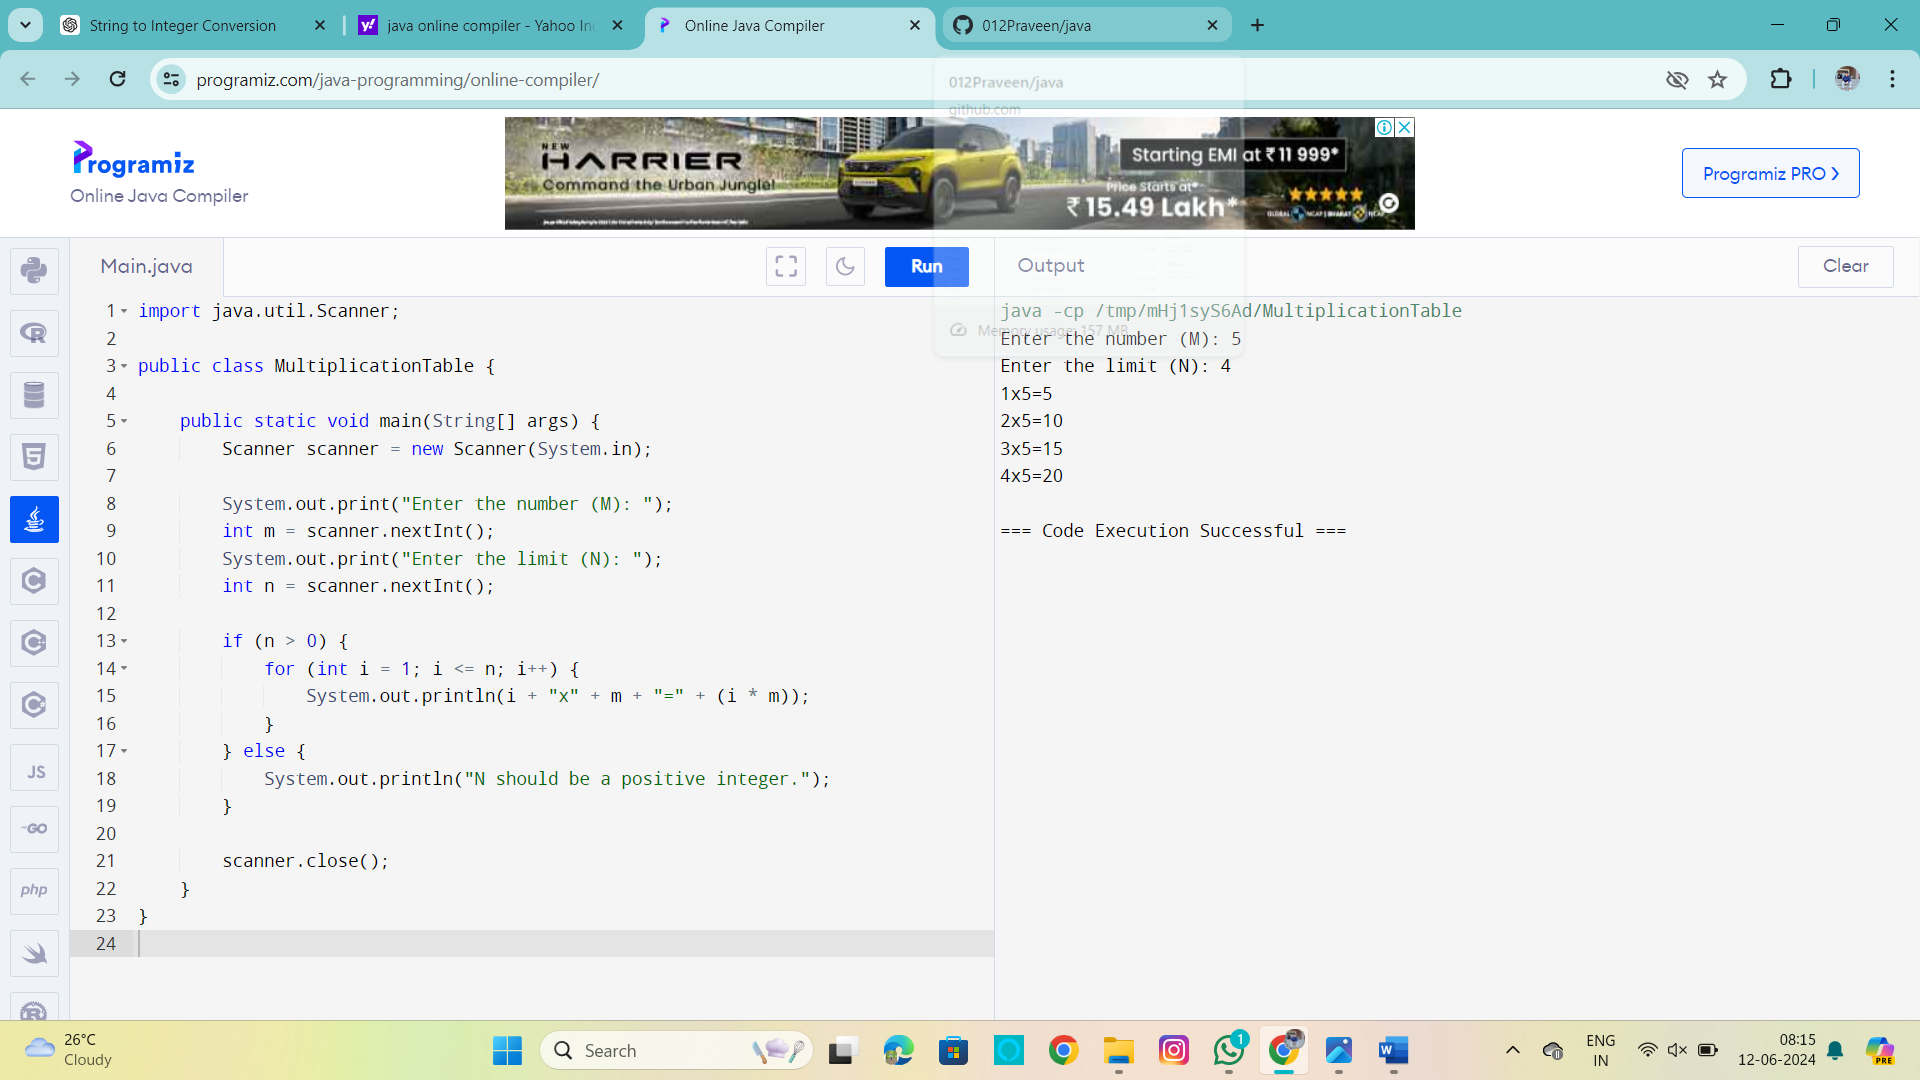 String to Integer Conversion
java online compiler - Yahoo In
Online Java Compiler
012Praveen/java
programiz.com/java-programming/online-compiler/
012Praveen/java
github.com
Programiz
Online Java Compiler
NEW
HARRIER
Command the Urban Jungle!
Starting EMI at ₹11 999*
Price Starts at*
₹15.49 Lakh*
Programiz PRO
Main.java
Run
Output
Clear
Memory usage: 157 MB
1 import java.util.Scanner;
2
3 public class MultiplicationTable {
4
5 public static void main(String[] args) {
6 Scanner scanner = new Scanner(System.in);
7
8 System.out.print("Enter the number (M): ");
9 int m = scanner.nextInt();
10 System.out.print("Enter the limit (N): ");
11 int n = scanner.nextInt();
12
13 if (n > 0) {
14 for (int i = 1; i <= n; i++) {
15 System.out.println(i + "x" + m + "=" + (i * m));
16 }
17 } else {
18 System.out.println("N should be a positive integer.");
19 }
20
21 scanner.close();
22 }
23 }
24
java -cp /tmp/mHj1syS6Ad/MultiplicationTable
Enter the number (M): 5
Enter the limit (N): 4
1x5=5
2x5=10
3x5=15
4x5=20
=== Code Execution Successful ===
JS
GO
php
26°C
Cloudy
Search
1
W
PRE
ENG
IN
08:15
12-06-2024